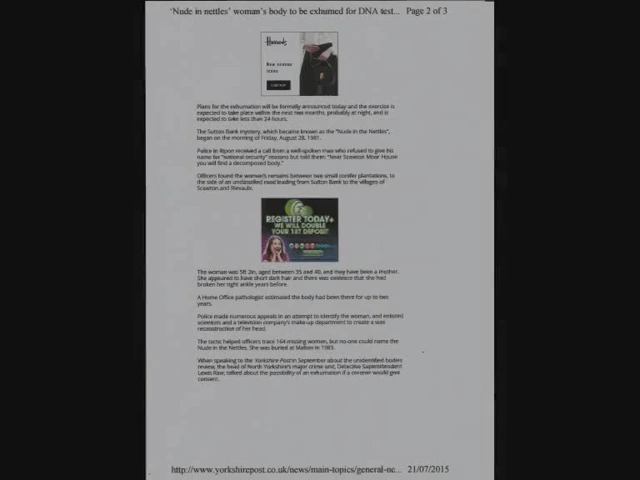 'Nude in nettles' woman's body to be exhumed for DNA test... Page 2 of 3
Harrods
New season
icons
Plans for the exhumation will be formally announced today and the exercise is
expected to take place within the next two months, probably at night, and is
expected to take less than 24-hours.
The Sutton Bank mystery, which became known as the "Nude in the Nettles",
began on the morning of Friday, August 28, 1981.
Police in Ripon received a call from a well-spoken man who refused to give his
name for "national security" reasons but told them: "Near Scawton Moor House
you will find a decomposed body."
Officers found the woman's remains between two small conifer plantations, to
the side of an unclassified road leading from Sutton Bank to the villages of
Scawton and Rievaulx.
REGISTER TODAY+
WE WILL DOUBLE
YOUR 1ST DEPOSIT
The woman was 5ft 2in, aged between 35 and 40, and may have been a mother.
She appeared to have short dark hair and there was evidence that she had
broken her right ankle years before.
A Home Office pathologist estimated the body had been there for up to two
years.
Police made numerous appeals in an attempt to identify the woman, and enlisted
scientists and a television company's make-up department to create a wax
reconstruction of her head.
The tactic helped officers trace 164 missing women, but no one could name the
Nude in the Nettles. She was buried at Malton in 1983.
When speaking to the Yorkshire Post in September about the unidentified bodies
review, the head of North Yorkshire's major crime unit, Detective Superintendent
Lewis Raw, talked about the possibility of an exhumation if a coroner would give
consent.
http://www.yorkshirepost.co.uk/news/main-topics/general-ne... 21/07/2015